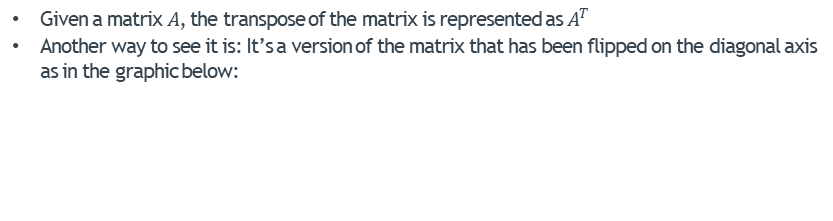 • Given a matrix A, the transpose of the matrix is represented as Aᵀ
• Another way to see it is: It's a version of the matrix that has been flipped on the diagonal axis
as in the graphic below: